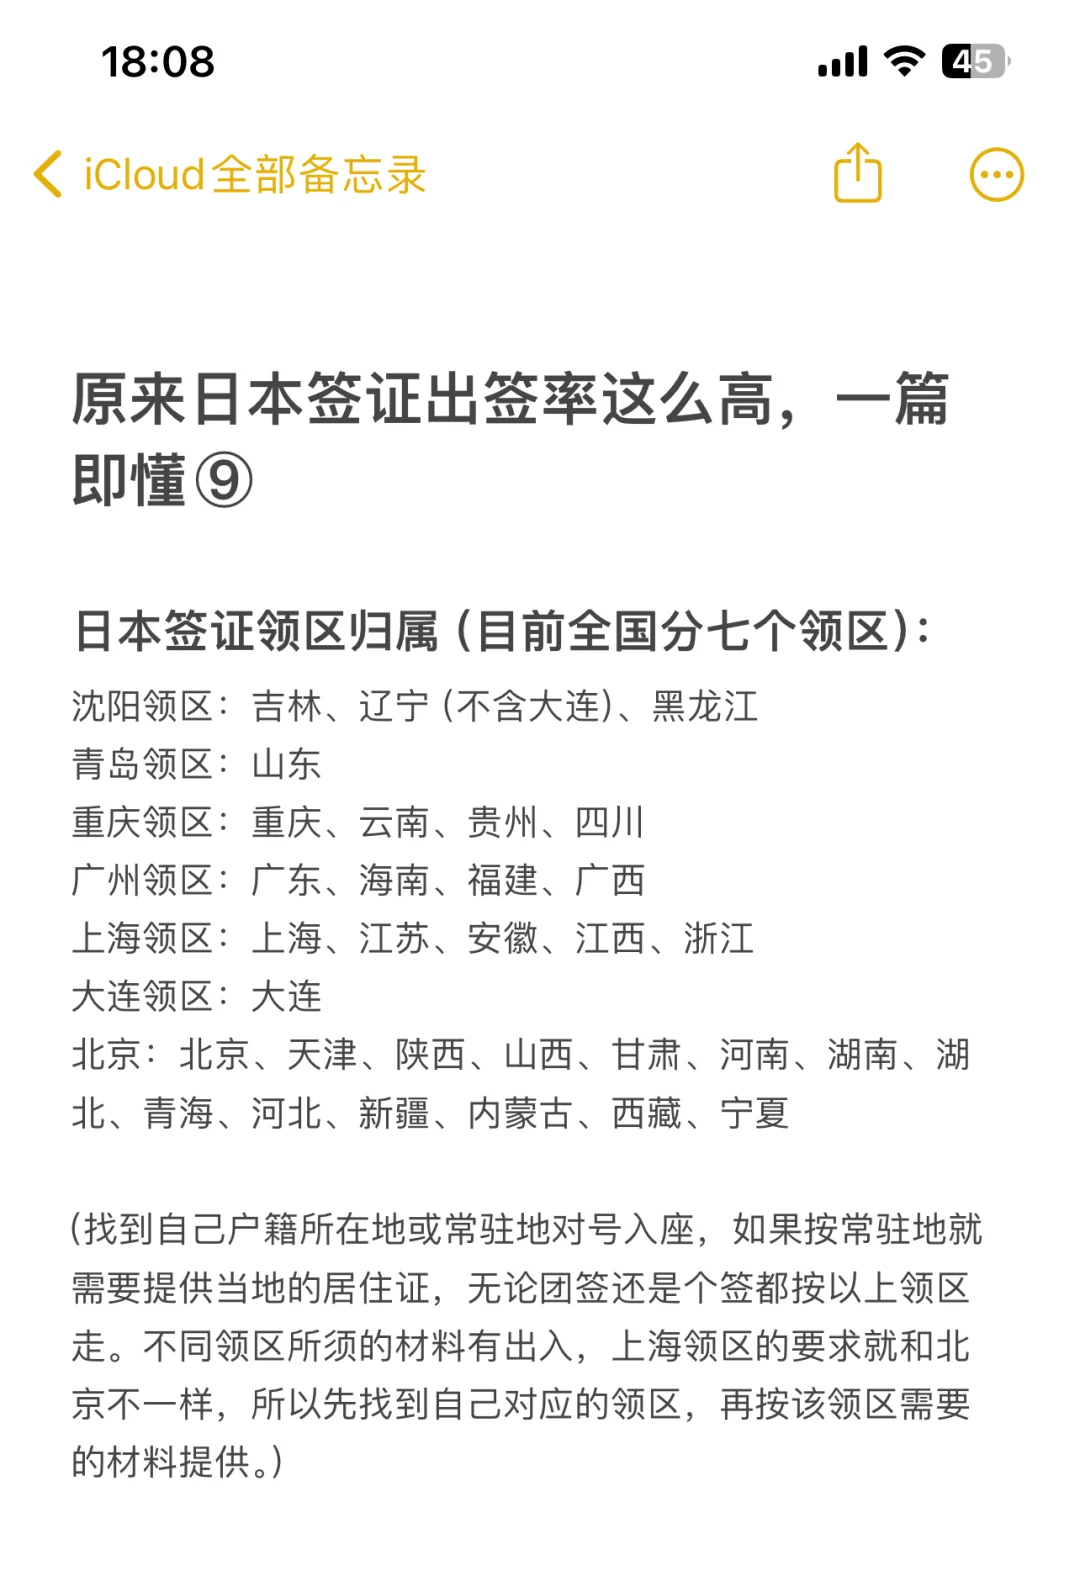 18:08
45
iCloud全部备忘录
原来日本签证出签率这么高，一篇
即懂⑨
日本签证领区归属（目前全国分七个领区）：
沈阳领区：吉林、辽宁（不含大连）、黑龙江
青岛领区：山东
重庆领区：重庆、云南、贵州、四川
广州领区：广东、海南、福建、广西
上海领区：上海、江苏、安徽、江西、浙江
大连领区：大连
北京：北京、天津、陕西、山西、甘肃、河南、湖南、湖
北、青海、河北、新疆、内蒙古、西藏、宁夏
（找到自己户籍所在地或常驻地对号入座，如果按常驻地就
需要提供当地的居住证，无论团签还是个签都按以上领区
走。不同领区所须的材料有出入，上海领区的要求就和北
京不一样，所以先找到自己对应的领区，再按该领区需要
的材料提供。）